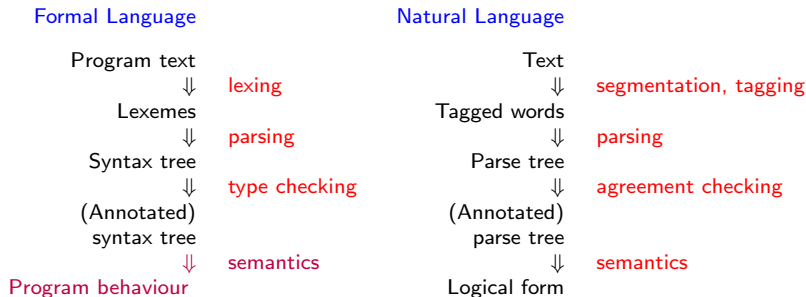 Formal Language Natural Language
Program text Text
⇓ lexing ⇓ segmentation, tagging
Lexemes Tagged words
⇓ parsing ⇓ parsing
Syntax tree Parse tree
⇓ type checking ⇓ agreement checking
(Annotated) (Annotated)
syntax tree parse tree
⇓ semantics ⇓ semantics
Program behaviour Logical form